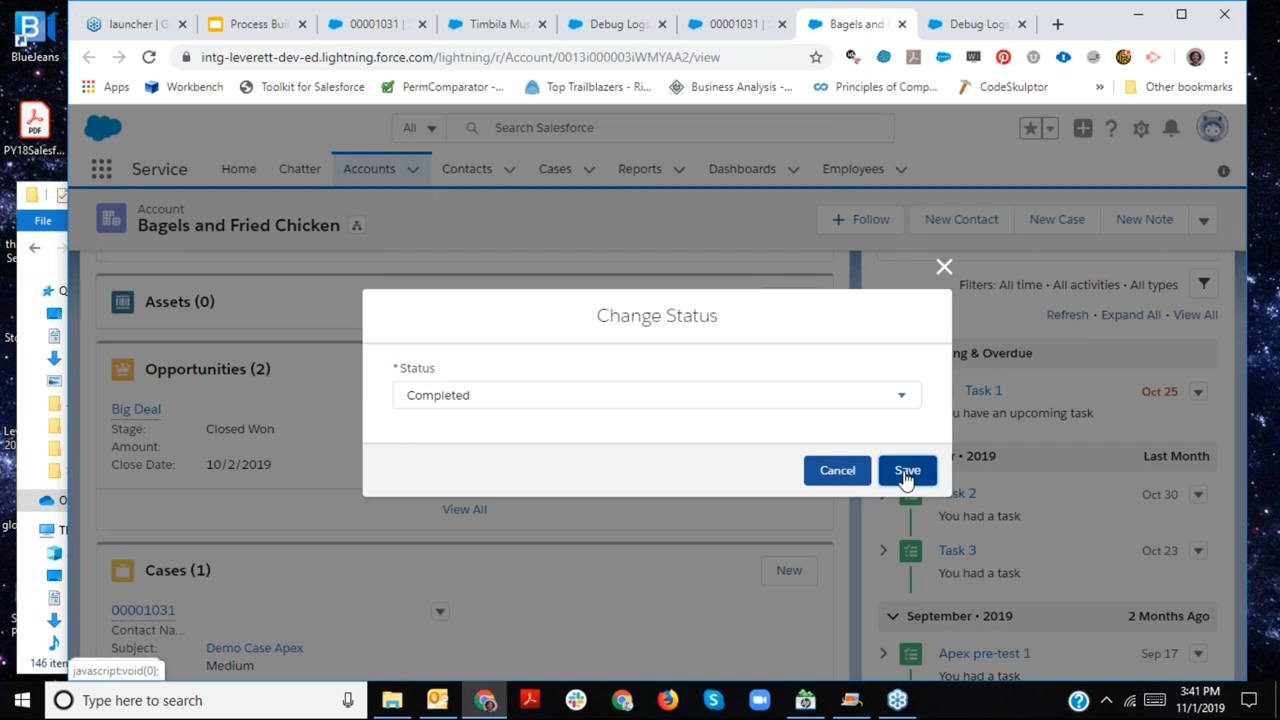 BlueJeans
PY18Salesf...
launcher | G
Process Bui
00001031 | S
Timbila Mus
Debug Logs
00001031 | S
Bagels and
Debug Logs
intg-leverett-dev-ed.lightning.force.com/lightning/r/Account/0013i000003iWMYAA2/view
Apps
Workbench
Toolkit for Salesforce
PermComparator -...
Top Trailblazers - Ri...
Business Analysis -...
Principles of Comp...
CodeSkulptor
»
Other bookmarks
All
Search Salesforce
Service
Home
Chatter
Accounts
Contacts
Cases
Reports
Dashboards
Employees
File
Account
Bagels and Fried Chicken
+ Follow
New Contact
New Case
New Note
Assets (0)
Filters: All time • All activities • All types
Refresh • Expand All • View All
Change Status
*Status
Completed
Cancel
Save
ng & Overdue
Task 1
Oct 25
You have an upcoming task
Opportunities (2)
Big Deal
Stage:
Closed Won
Amount:
Close Date:
10/2/2019
View All
• 2019
Last Month
sk 2
Oct 30
You had a task
Task 3
Oct 23
You had a task
Cases (1)
New
00001031
Contact Na...
Subject:
Demo Case Apex
Medium
September • 2019
2 Months Ago
Apex pre-test 1
Sep 17
You had a task
javascript:void(0);
146 iten
Type here to search
3:41 PM
11/1/2019